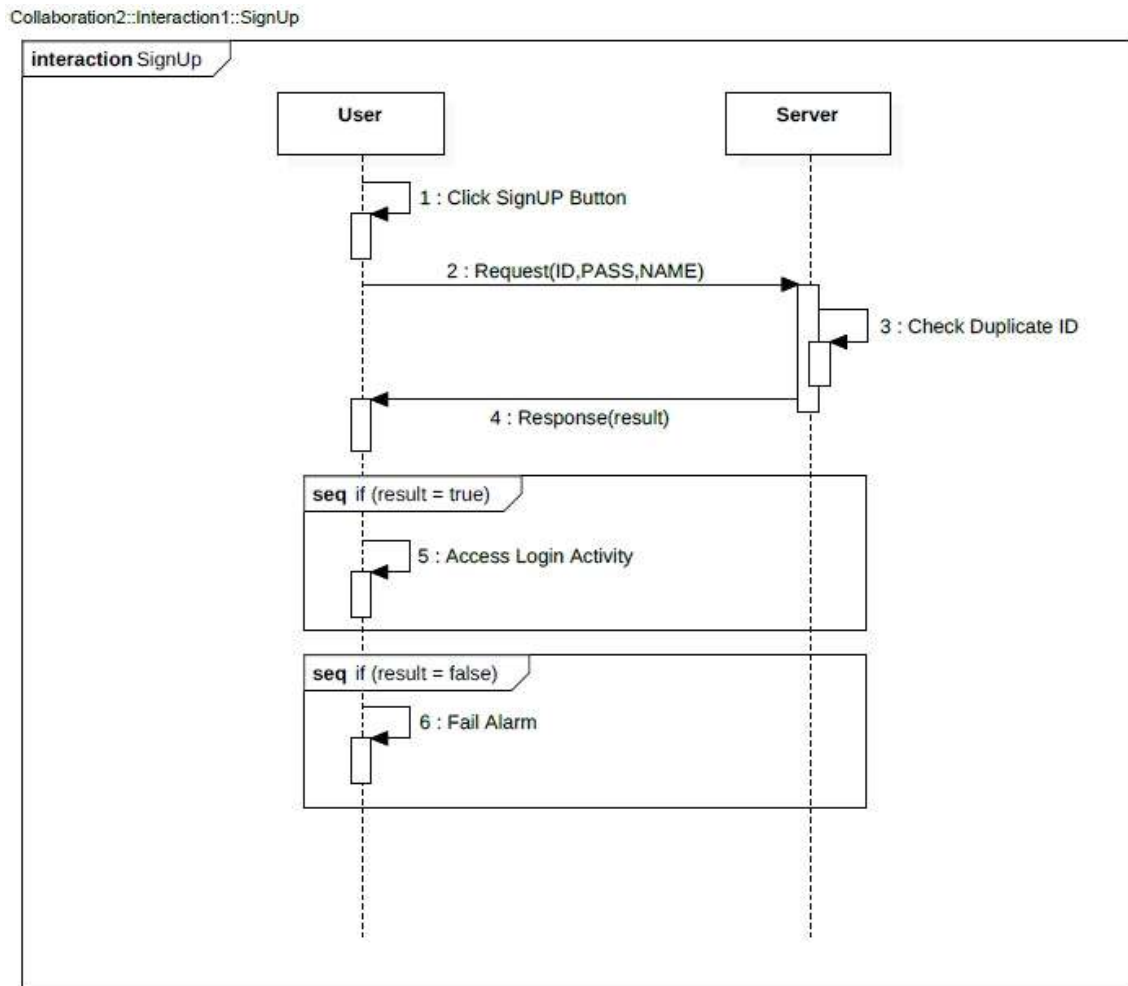 Collaboration2::Interaction1::SignUp
interaction SignUp
User
Server
1 : Click SignUP Button
2 : Request(ID,PASS,NAME)
3 : Check Duplicate ID
4 : Response(result)
seq if (result = true)
5 : Access Login Activity
seq if (result = false)
6 : Fail Alarm